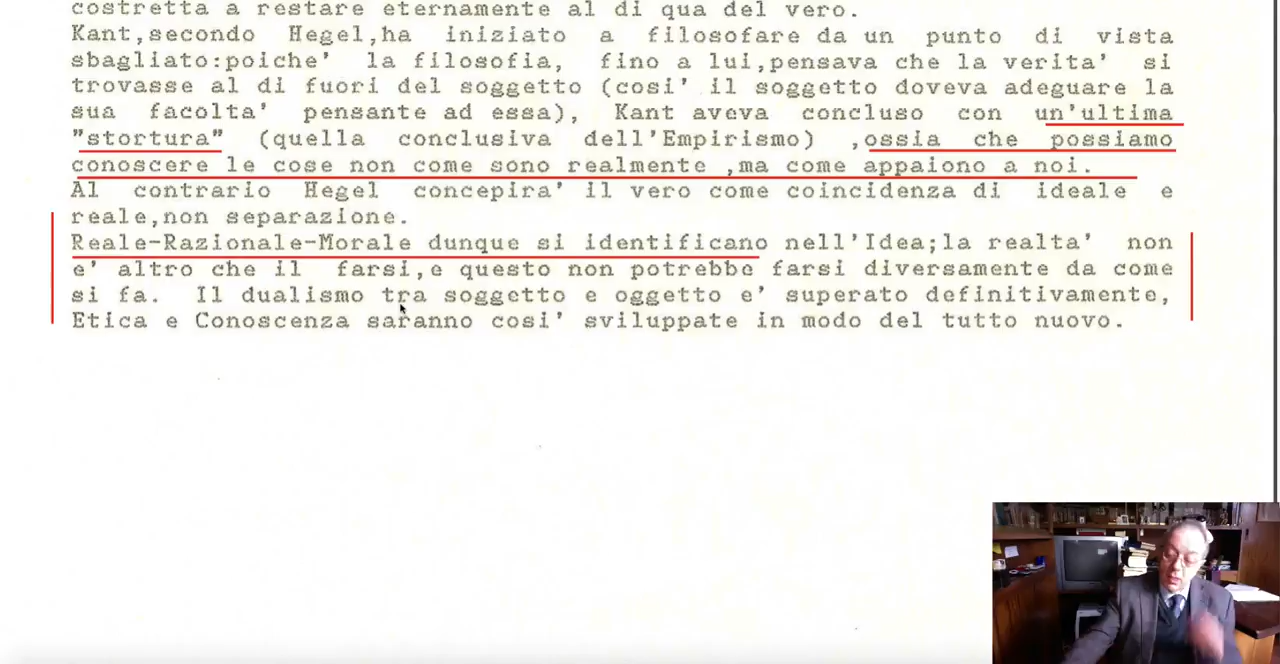 costretta a restare eternamente al di qua del vero.
Kant,secondo Hegel,ha iniziato a filosofare da un punto di vista
sbagliato:poiche' la filosofia, fino a lui,pensava che la verita' si
trovasse al di fuori del soggetto (cosi' il soggetto doveva adeguare la
sua facolta' pensante ad essa), Kant aveva concluso con un'ultima
"stortura" (quella conclusiva dell'Empirismo) ,ossia che possiamo
conoscere le cose non come sono realmente ,ma come appaiono a noi.
Al contrario Hegel concepira' il vero come coincidenza di ideale e
reale,non separazione.
Reale-Razionale-Morale dunque si identificano nell'Idea;la realta' non
e' altro che il farsi,e questo non potrebbe farsi diversamente da come
si fa. Il dualismo tra soggetto e oggetto e' superato definitivamente,
Etica e Conoscenza saranno cosi' sviluppate in modo del tutto nuovo.